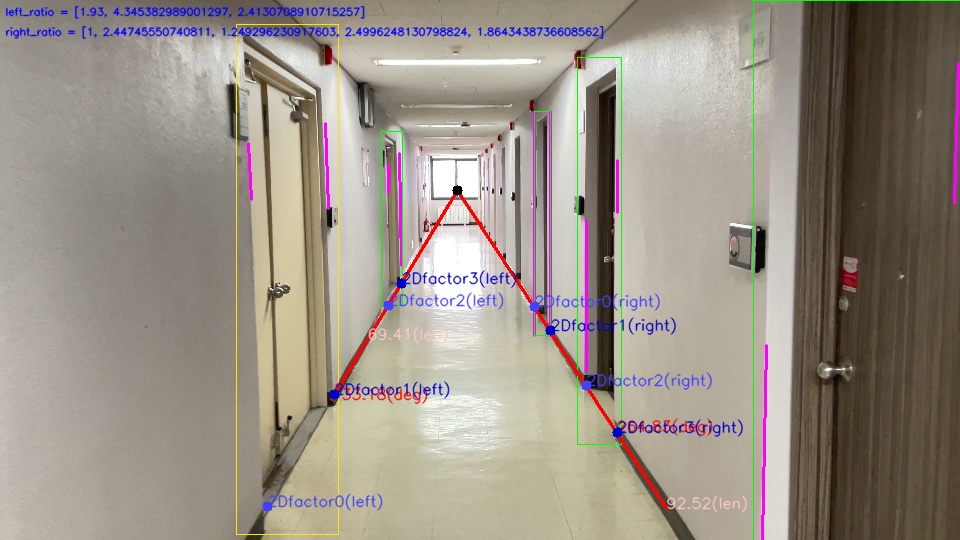 left_ratio = [1.93, 4.345382989001297, 2.4130708910715257]
right_ratio = [1, 2.44745550740811, 1.249296230917603, 2.4996248130798824, 1.8643438736608562]
2Dfactor3(left)
2Dfactor2(left)
2Dfactor0(right)
2Dfactor1(right)
69.41(len)
2Dfactor2(right)
2Dfactor1(left)
2Dfactor3(right)
2Dfactor0(left)
92.52(len)